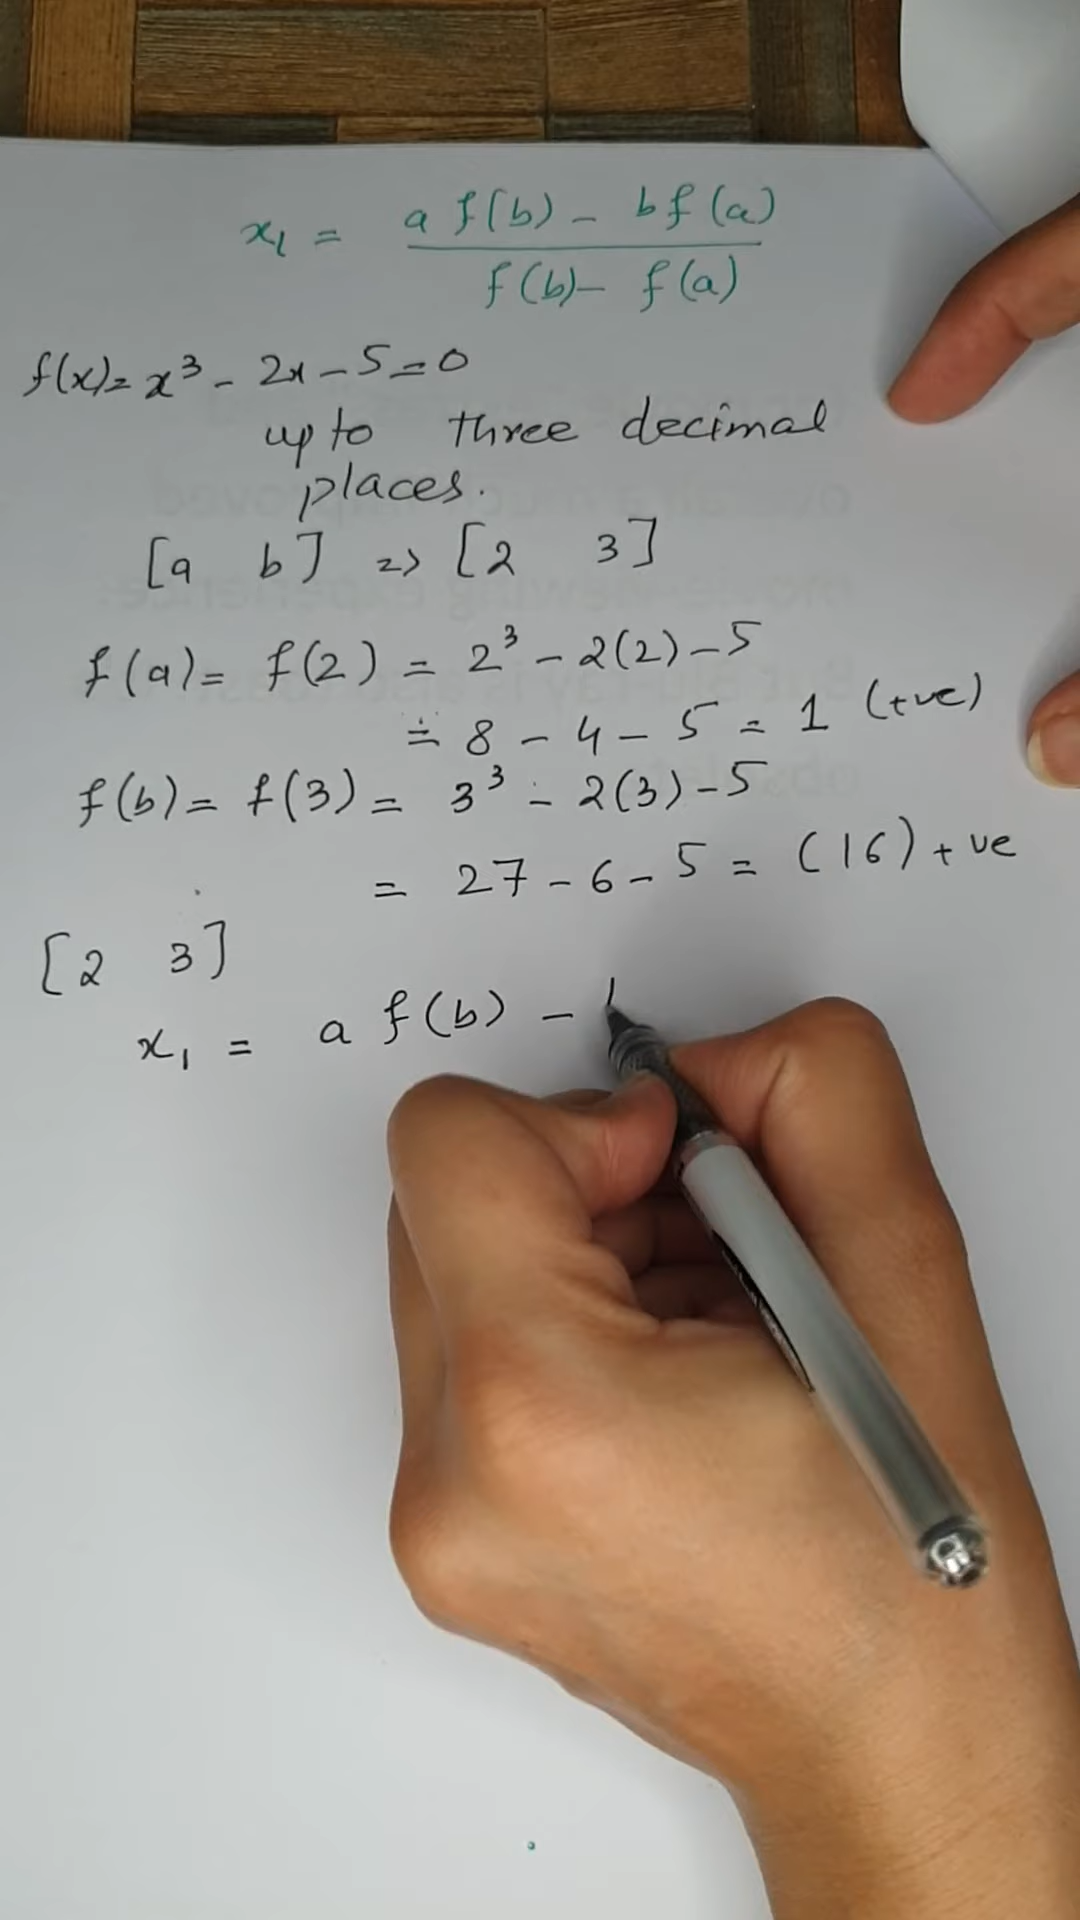 x₁ = a f(b) - b f(a)
f(b) - f(a)
f(x) = x³ - 2x - 5 = 0
up to three decimal
places.
[a b] => [2 3]
f(a) = f(2) = 2³ - 2(2) - 5
= 8 - 4 - 5 = 1 (+ve)
f(b) = f(3) = 3³ - 2(3) - 5
= 27 - 6 - 5 = (16) + ve
[2 3]
x₁ = a f(b) -